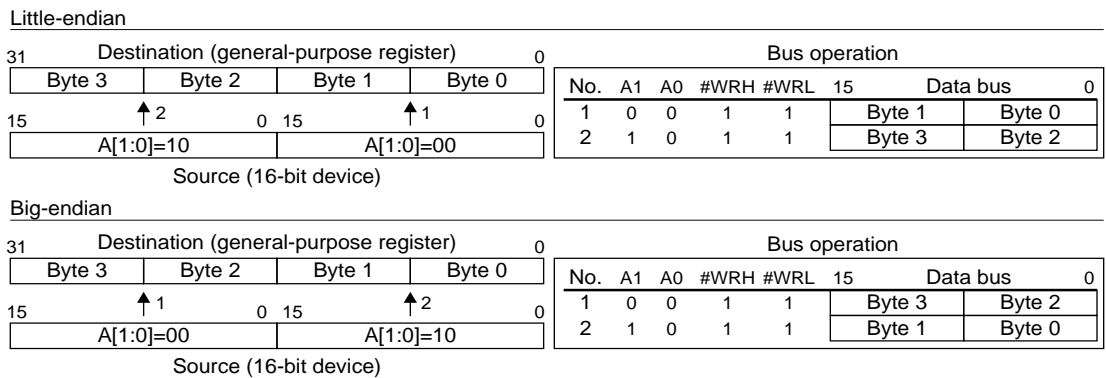 Little-endian
31 Destination (general-purpose register) 0
Byte 3 Byte 2 Byte 1 Byte 0
2 1
15 0 15 0
A[1:0]=10 A[1:0]=00
Source (16-bit device)
Bus operation
No. A1 A0 #WRH #WRL 15 Data bus 0
1 0 0 1 1 Byte 1 Byte 0
2 1 0 1 1 Byte 3 Byte 2
Big-endian
31 Destination (general-purpose register) 0
Byte 3 Byte 2 Byte 1 Byte 0
1 2
15 0 15 0
A[1:0]=00 A[1:0]=10
Source (16-bit device)
Bus operation
No. A1 A0 #WRH #WRL 15 Data bus 0
1 0 0 1 1 Byte 3 Byte 2
2 1 0 1 1 Byte 1 Byte 0